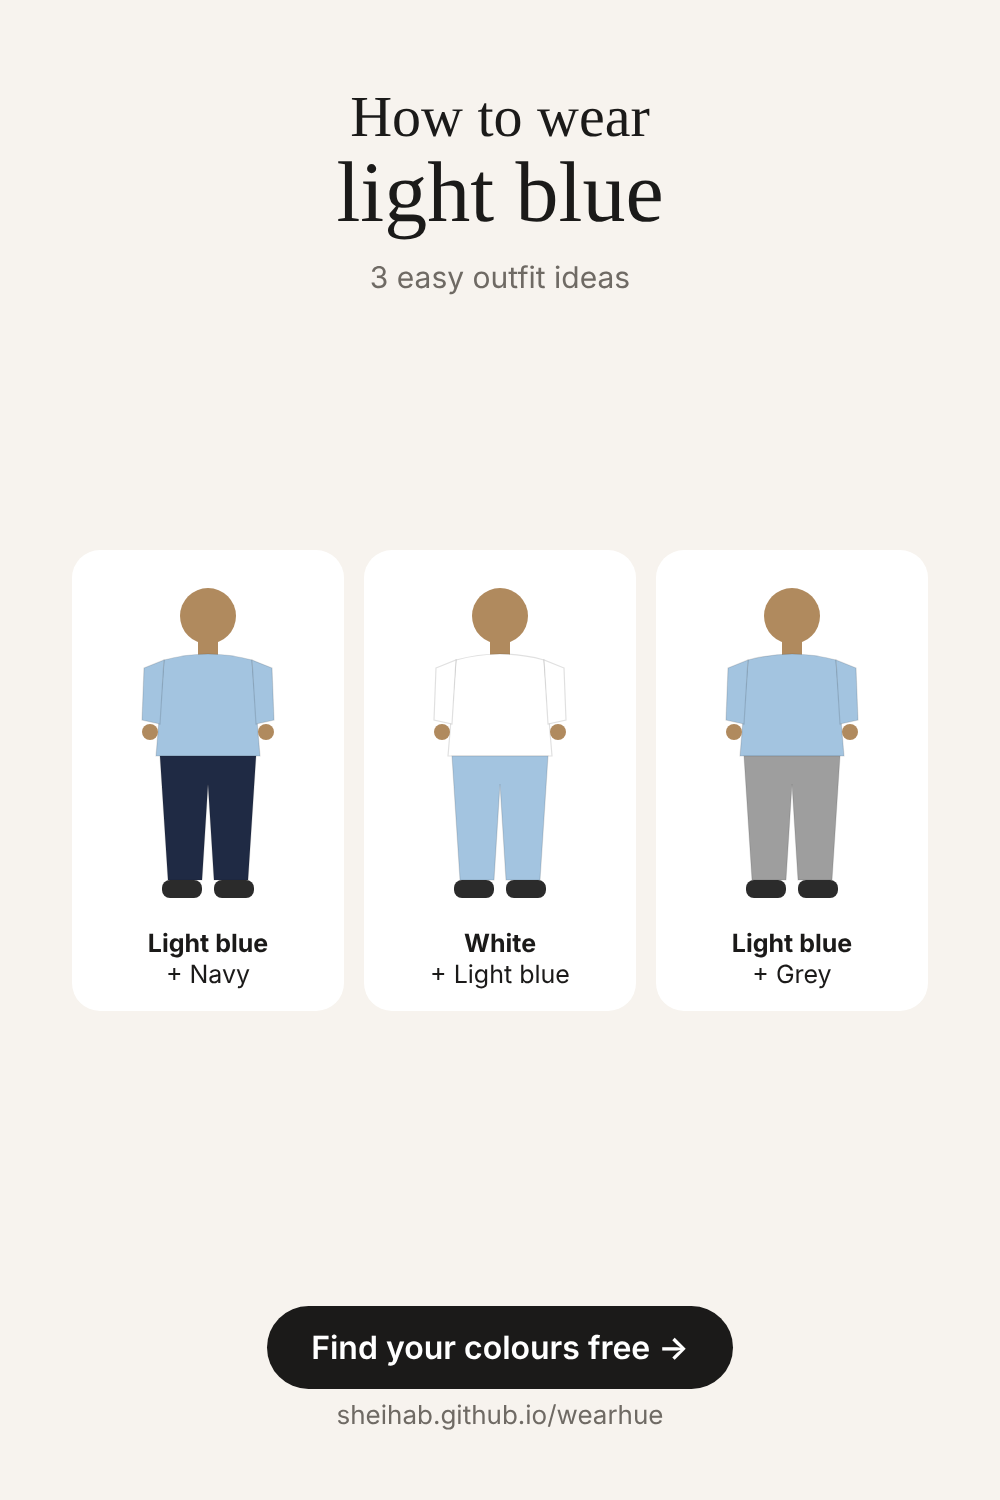 How to wear
light blue
3 easy outfit ideas
Light blue
+ Navy
White
+ Light blue
Light blue
+ Grey
Find your colours free →
sheihab.github.io/wearhue